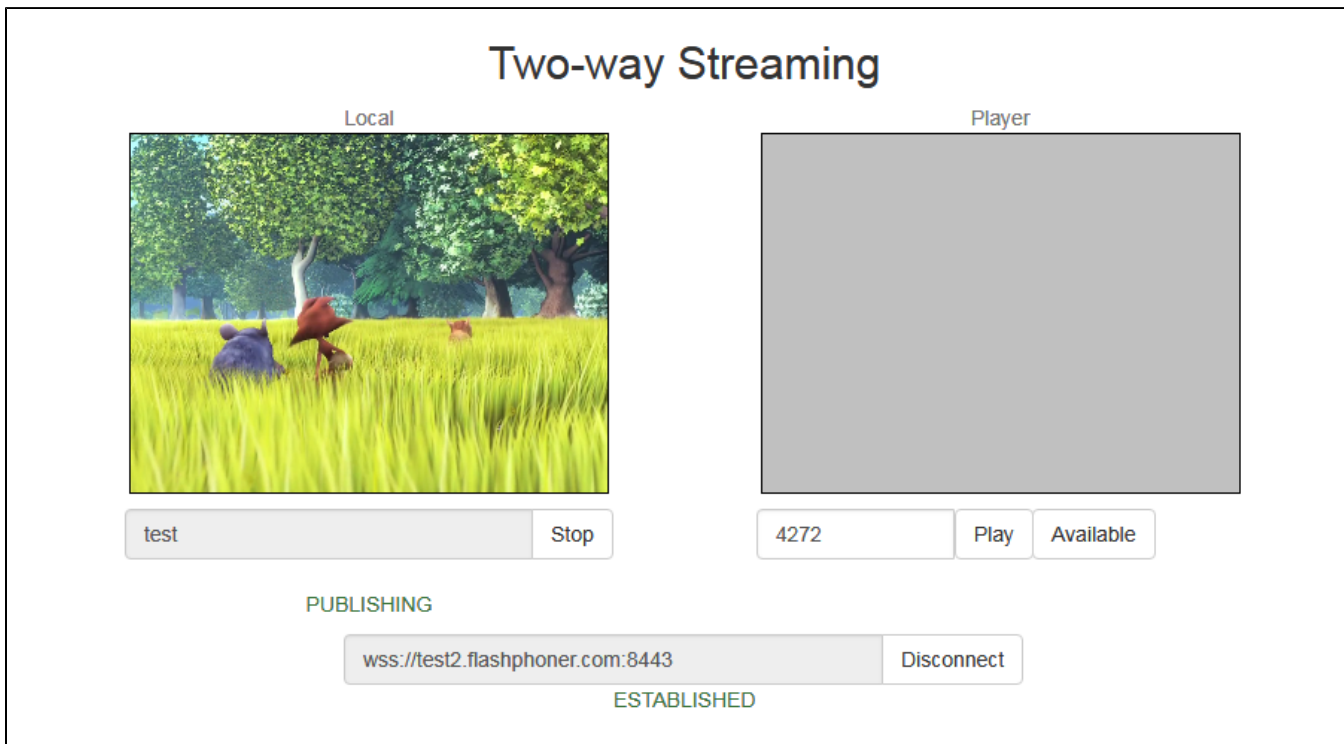 Two-way Streaming
Local
Player
test
Stop
4272
Play
Available
PUBLISHING
wss://test2.flashphoner.com:8443
Disconnect
ESTABLISHED